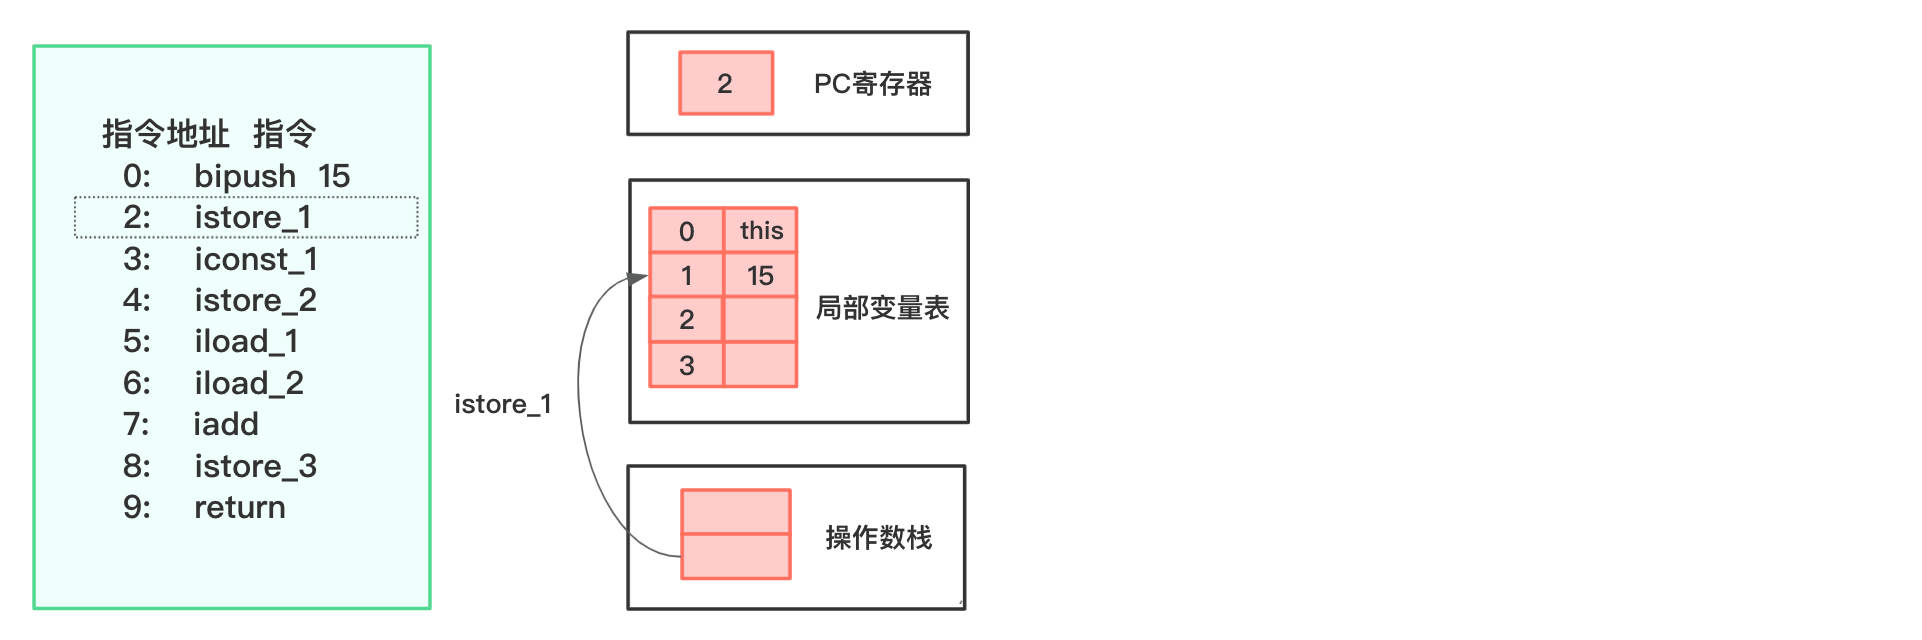 指令地址 指令
0: bipush 15
2: istore_1
3: iconst_1
4: istore_2
5: iload_1
6: iload_2
7: iadd
8: istore_3
9: return
istore_1
2 PC寄存器
0 this
1 15
2
3
局部变量表
操作数栈